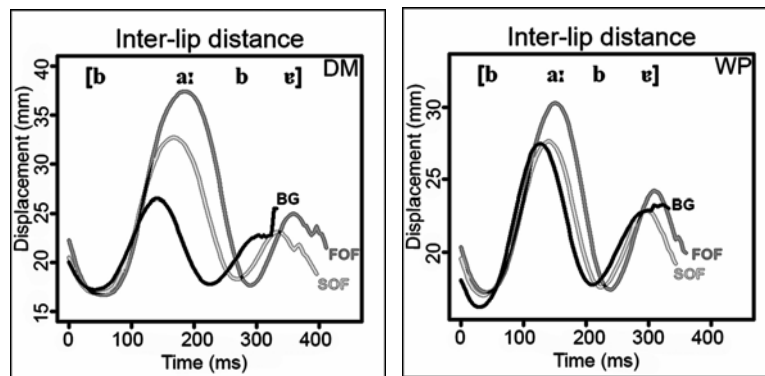 Inter-lip distance
DM
[b aː b ɐ]
Displacement (mm)
40
35
30
25
20
15
BG
FOF
SOF
0 100 200 300 400
Time (ms)
Inter-lip distance
WP
[b aː b ɐ]
Displacement (mm)
30
25
20
BG
FOF
SOF
0 100 200 300 400
Time (ms)